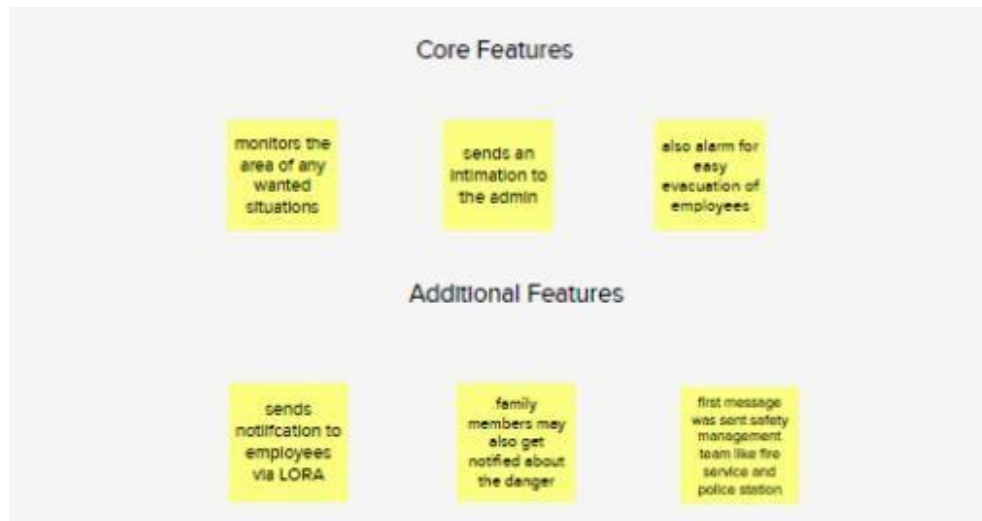 Core Features
monitors the
area of any
wanted
situations
sends an
intimation to
the admin
also alarm for
easy
evacuation of
employees
Additional Features
sends
notiifcation to
employees
via LORA
.family
members may
also get
notified about
the danger
first message
was sent safety
management
team like fire
service and
police station